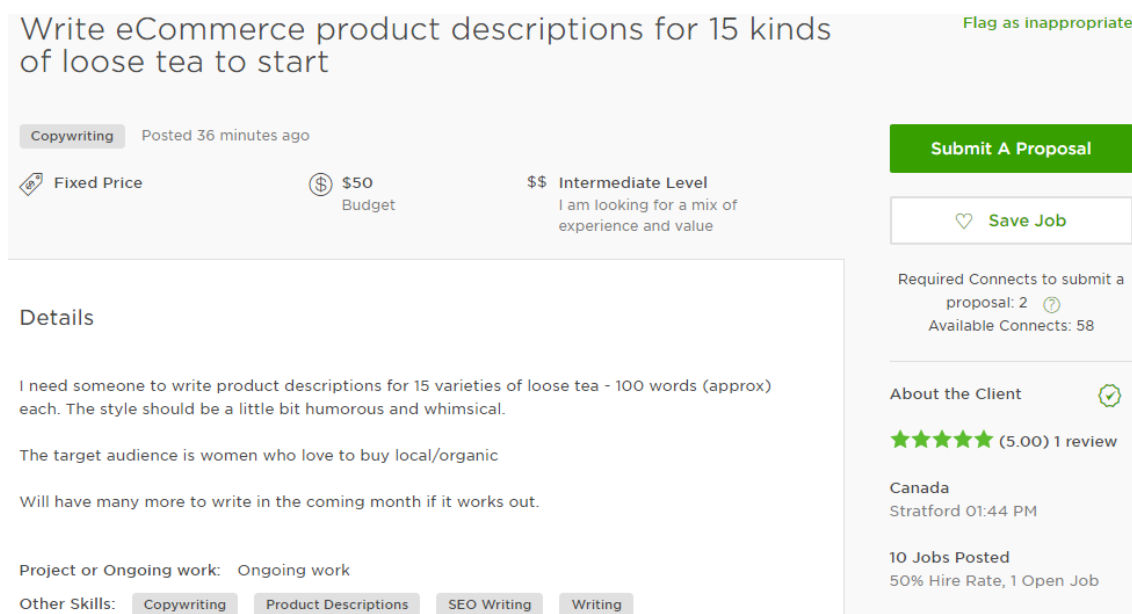 Write eCommerce product descriptions for 15 kinds
of loose tea to start
Flag as inappropriate
Copywriting Posted 36 minutes ago
Fixed Price
$50
Budget
$$ Intermediate Level
I am looking for a mix of
experience and value
Submit A Proposal
Save Job
Required Connects to submit a
proposal: 2 ?
Available Connects: 58
Details
I need someone to write product descriptions for 15 varieties of loose tea - 100 words (approx)
each. The style should be a little bit humorous and whimsical.
The target audience is women who love to buy local/organic
Will have many more to write in the coming month if it works out.
Project or Ongoing work: Ongoing work
Other Skills: Copywriting Product Descriptions SEO Writing Writing
About the Client
(5.00) 1 review
Canada
Stratford 01:44 PM
10 Jobs Posted
50% Hire Rate, 1 Open Job